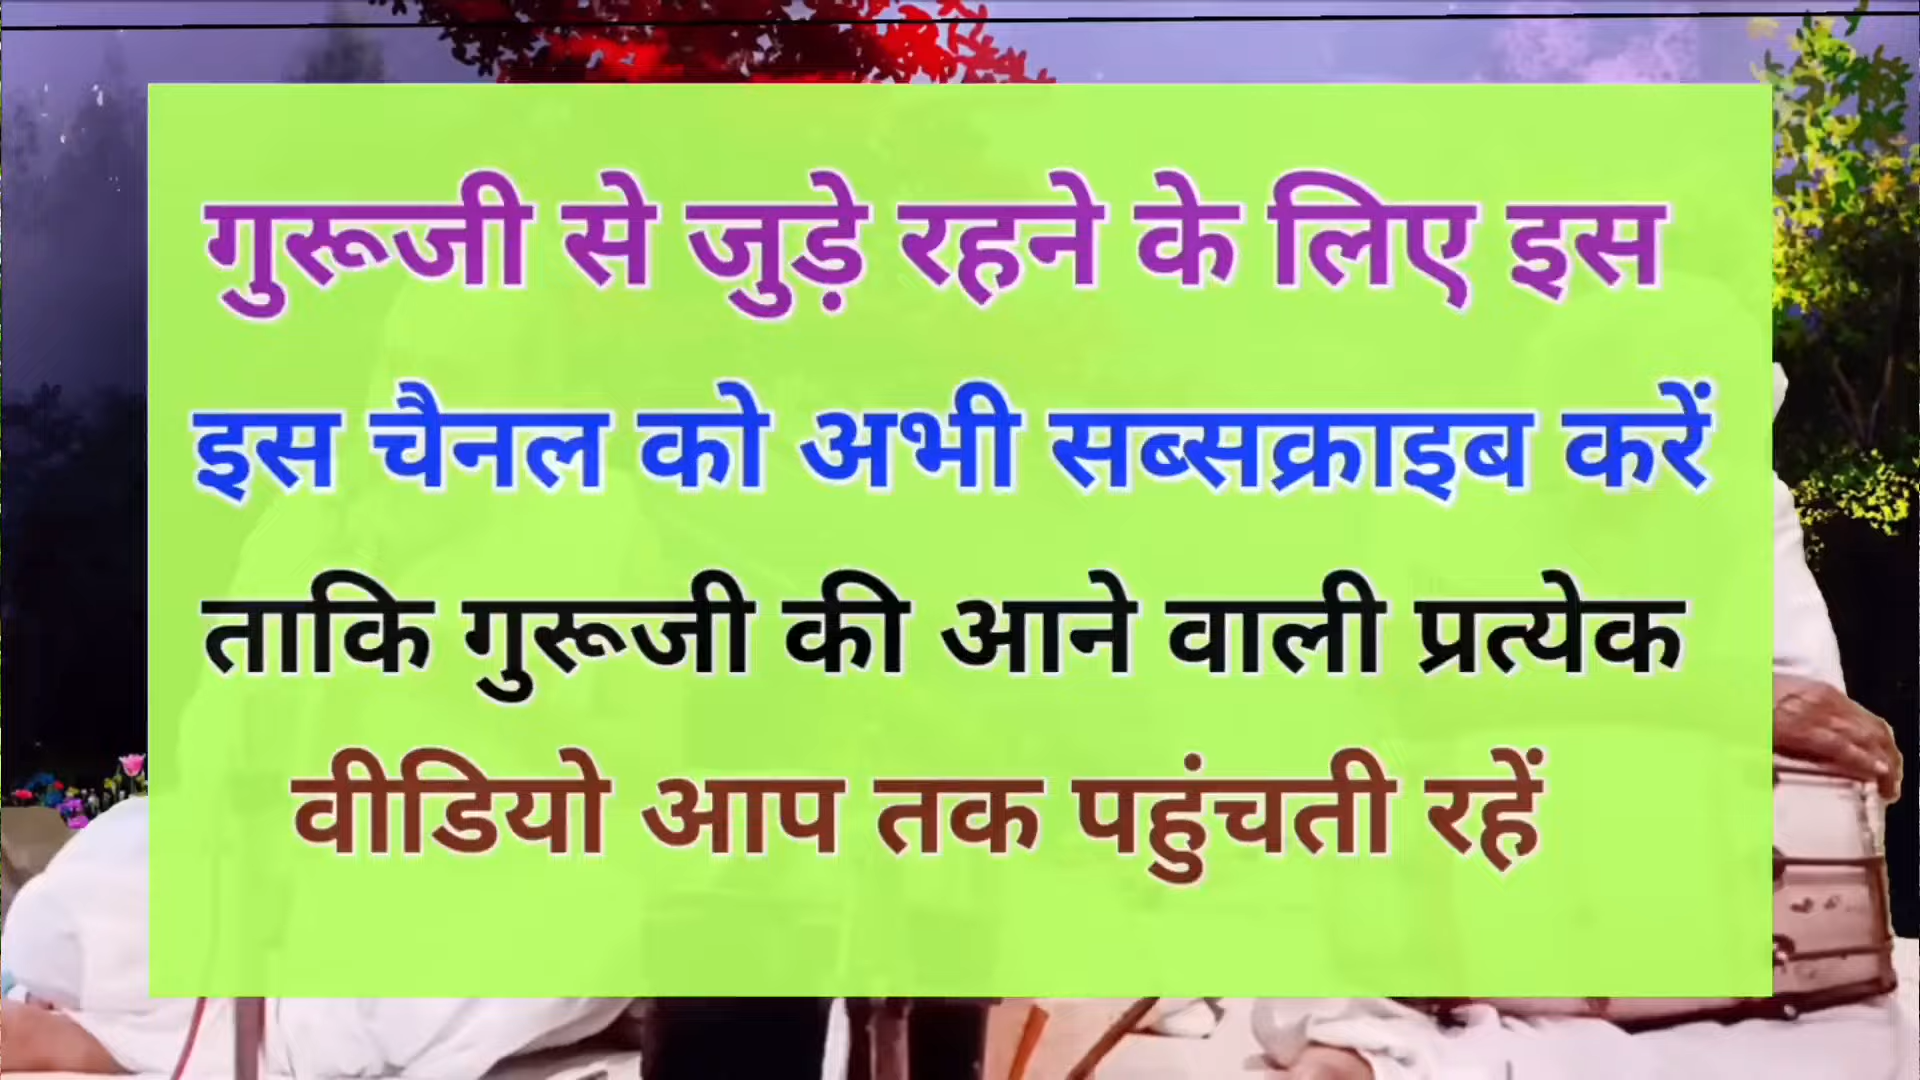 गुरूजी से जुड़े रहने के लिए इस
इस चैनल को अभी सब्सक्राइब करें
ताकि गुरूजी की आने वाली प्रत्येक
वीडियो आप तक पहुंचती रहें